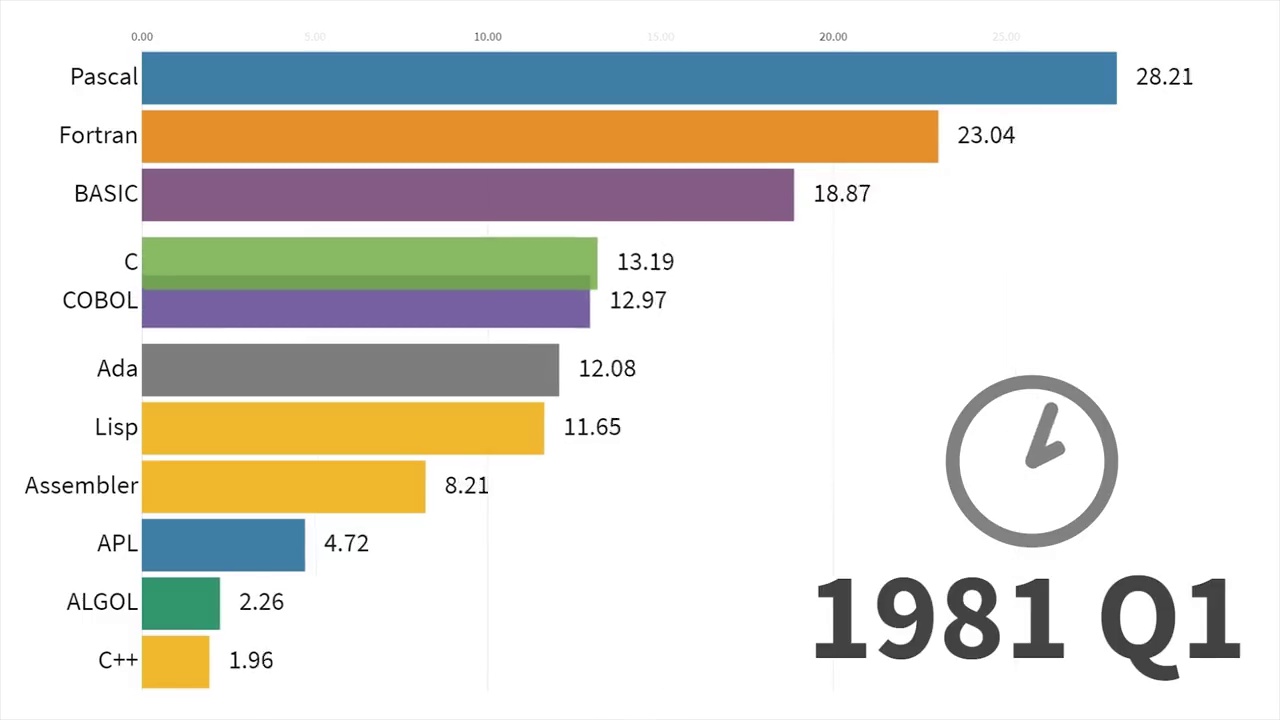 0.00 5.00 10.00 15.00 20.00 25.00
Pascal 28.21
Fortran 23.04
BASIC 18.87
C 13.19
COBOL 12.97
Ada 12.08
Lisp 11.65
Assembler 8.21
APL 4.72
ALGOL 2.26
C++ 1.96
1981 Q1